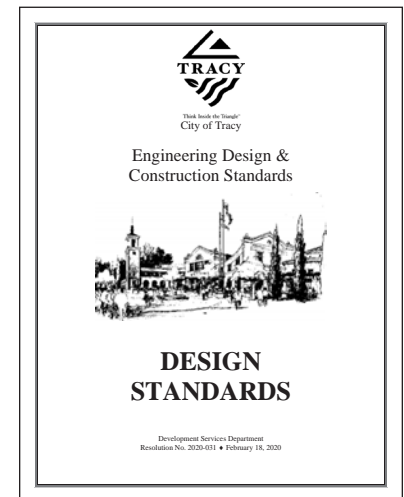 TRACY
Think Inside the Triangle®
City of Tracy
Engineering Design &
Construction Standards
DESIGN
STANDARDS
Development Services Department
Resolution No. 2020-031 ♦ February 18, 2020